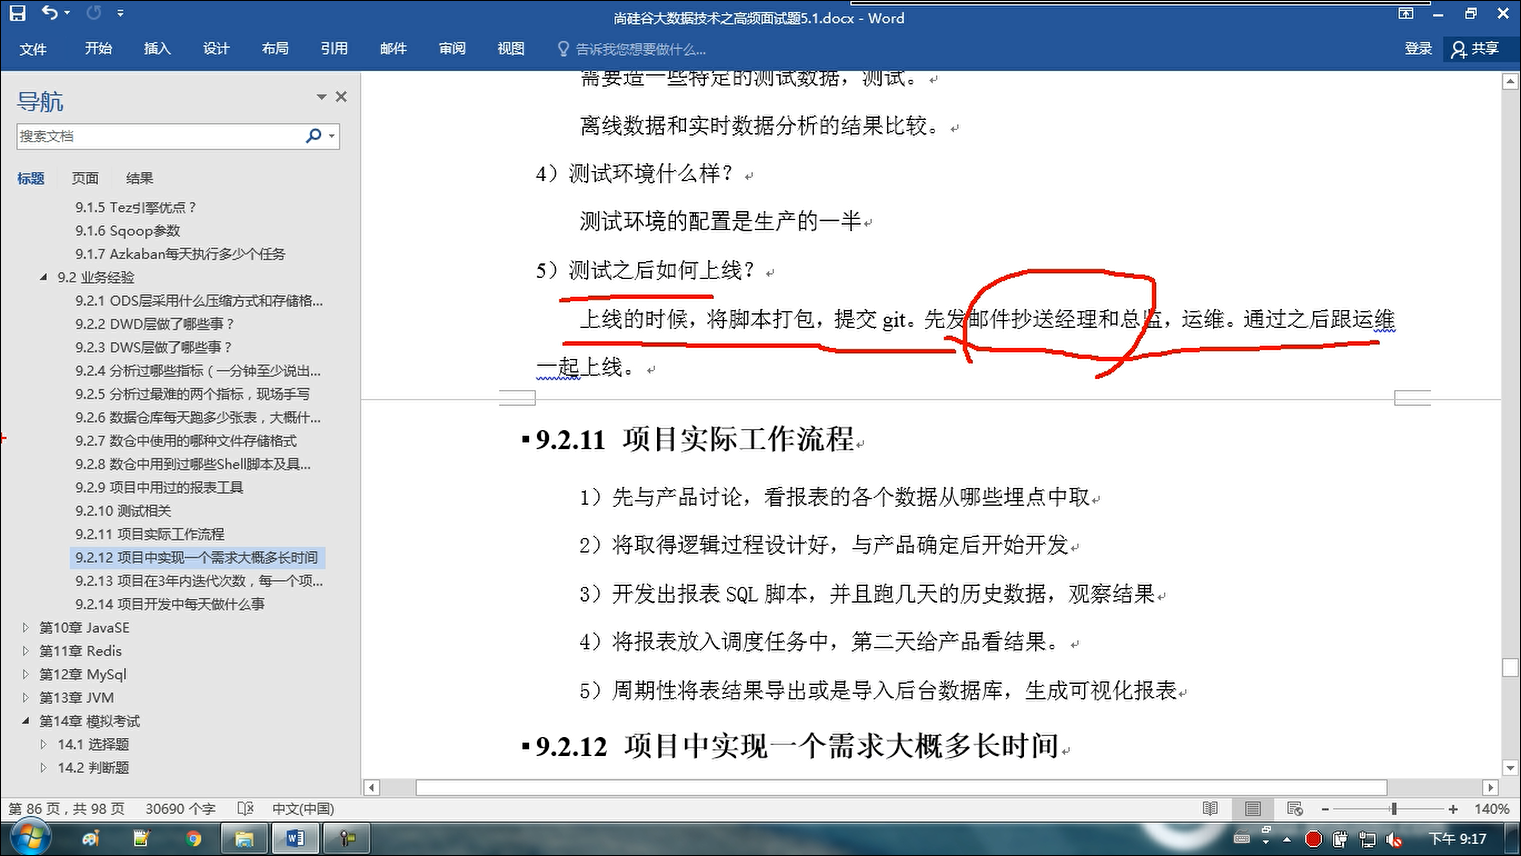 尚硅谷大数据技术之高频面试题5.1.docx - Word
文件 开始 插入 设计 布局 引用 邮件 审阅 视图 告诉我您想要做什么... 登录 共享
导航
搜索文档
标题 页面 结果
9.1.5 Tez引擎优点？
9.1.6 Sqoop参数
9.1.7 Azkaban每天执行多少个任务
9.2 业务经验
9.2.1 ODS层采用什么压缩方式和存储格...
9.2.2 DWD层做了哪些事？
9.2.3 DWS层做了哪些事？
9.2.4 分析过哪些指标（一分钟至少说出...
9.2.5 分析过最难的两个指标，现场手写
9.2.6 数据仓库每天跑多少张表，大概什...
9.2.7 数仓中使用的哪种文件存储格式
9.2.8 数仓中用到过哪些Shell脚本及具...
9.2.9 项目中用过的报表工具
9.2.10 测试相关
9.2.11 项目实际工作流程
9.2.12 项目中实现一个需求大概多长时间
9.2.13 项目在3年内迭代次数，每一个项...
9.2.14 项目开发中每天做什么事
第10章 JavaSE
第11章 Redis
第12章 MySql
第13章 JVM
第14章 模拟考试
14.1 选择题
14.2 判断题
需要造一些特定的测试数据，测试。
离线数据和实时数据分析的结果比较。
4）测试环境什么样？
测试环境的配置是生产的一半
5）测试之后如何上线？
上线的时候，将脚本打包，提交 git。先发邮件抄送经理和总监，运维。通过之后跟运维
一起上线。
9.2.11 项目实际工作流程
1）先与产品讨论，看报表的各个数据从哪些埋点中取
2）将取得逻辑过程设计好，与产品确定后开始开发
3）开发出报表 SQL 脚本，并且跑几天的历史数据，观察结果
4）将报表放入调度任务中，第二天给产品看结果。
5）周期性将表结果导出或是导入后台数据库，生成可视化报表
9.2.12 项目中实现一个需求大概多长时间
第 86 页，共 98 页 30690 个字 中文(中国) 140%
下午 9:17